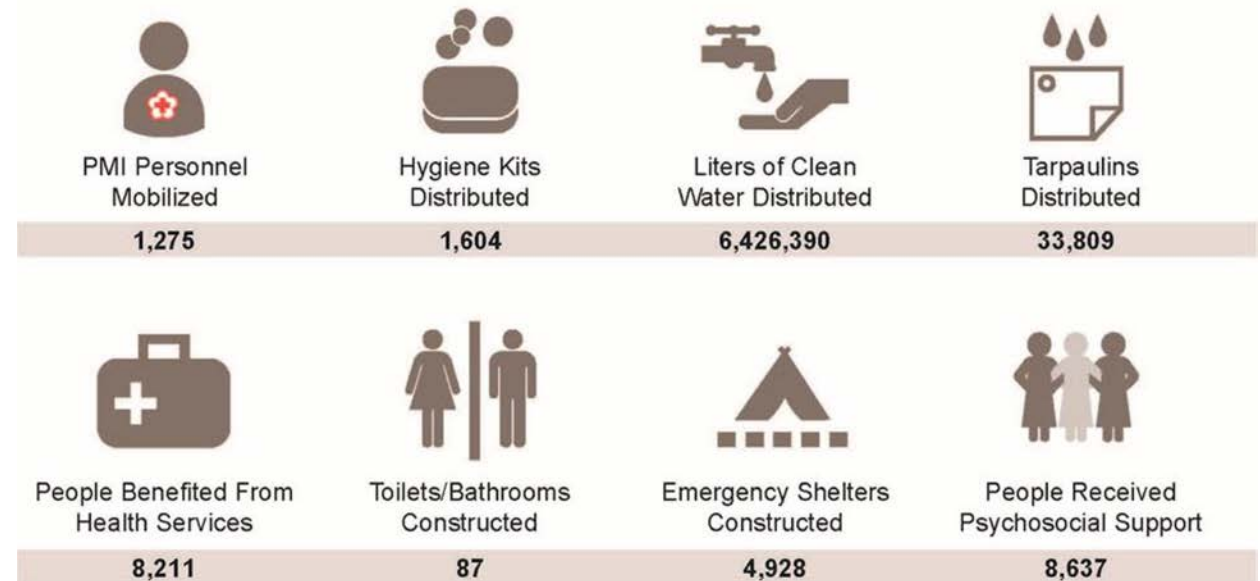 PMI Personnel
Mobilized
1,275
Hygiene Kits
Distributed
1,604
Liters of Clean
Water Distributed
6,426,390
Tarpaulins
Distributed
33,809
People Benefited From
Health Services
8,211
Toilets/Bathrooms
Constructed
87
Emergency Shelters
Constructed
4,928
People Received
Psychosocial Support
8,637